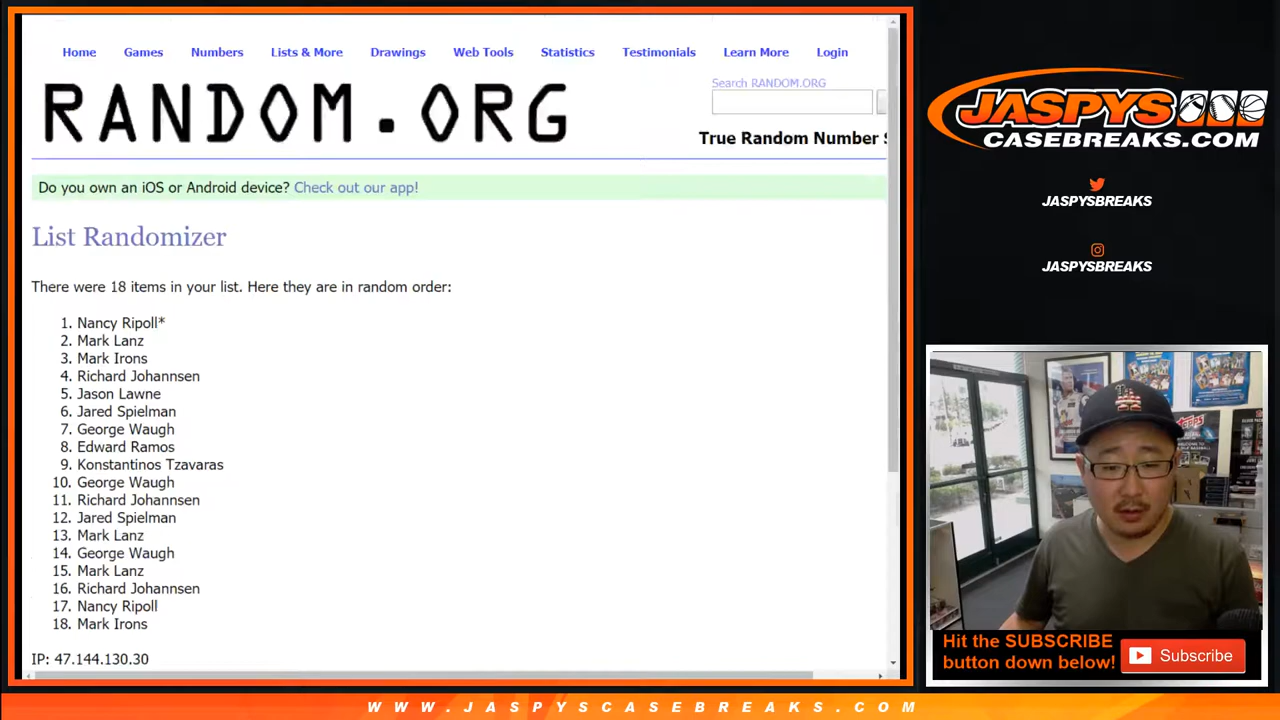 Home Games Numbers Lists & More Drawings Web Tools Statistics Testimonials Learn More Login
RANDOM.ORG
Search RANDOM.ORG
True Random Number S
Do you own an iOS or Android device? Check out our app!
List Randomizer
There were 18 items in your list. Here they are in random order:
1. Nancy Ripoll*
2. Mark Lanz
3. Mark Irons
4. Richard Johannsen
5. Jason Lawne
6. Jared Spielman
7. George Waugh
8. Edward Ramos
9. Konstantinos Tzavaras
10. George Waugh
11. Richard Johannsen
12. Jared Spielman
13. Mark Lanz
14. George Waugh
15. Mark Lanz
16. Richard Johannsen
17. Nancy Ripoll
18. Mark Irons
IP: 47.144.130.30
JASPYS
CASEBREAKS.COM
JASPYSBREAKS
JASPYSBREAKS
TOPPS
Hit the SUBSCRIBE
button down below!
Subscribe
WWW.JASPYSCASEBREAKS.COM